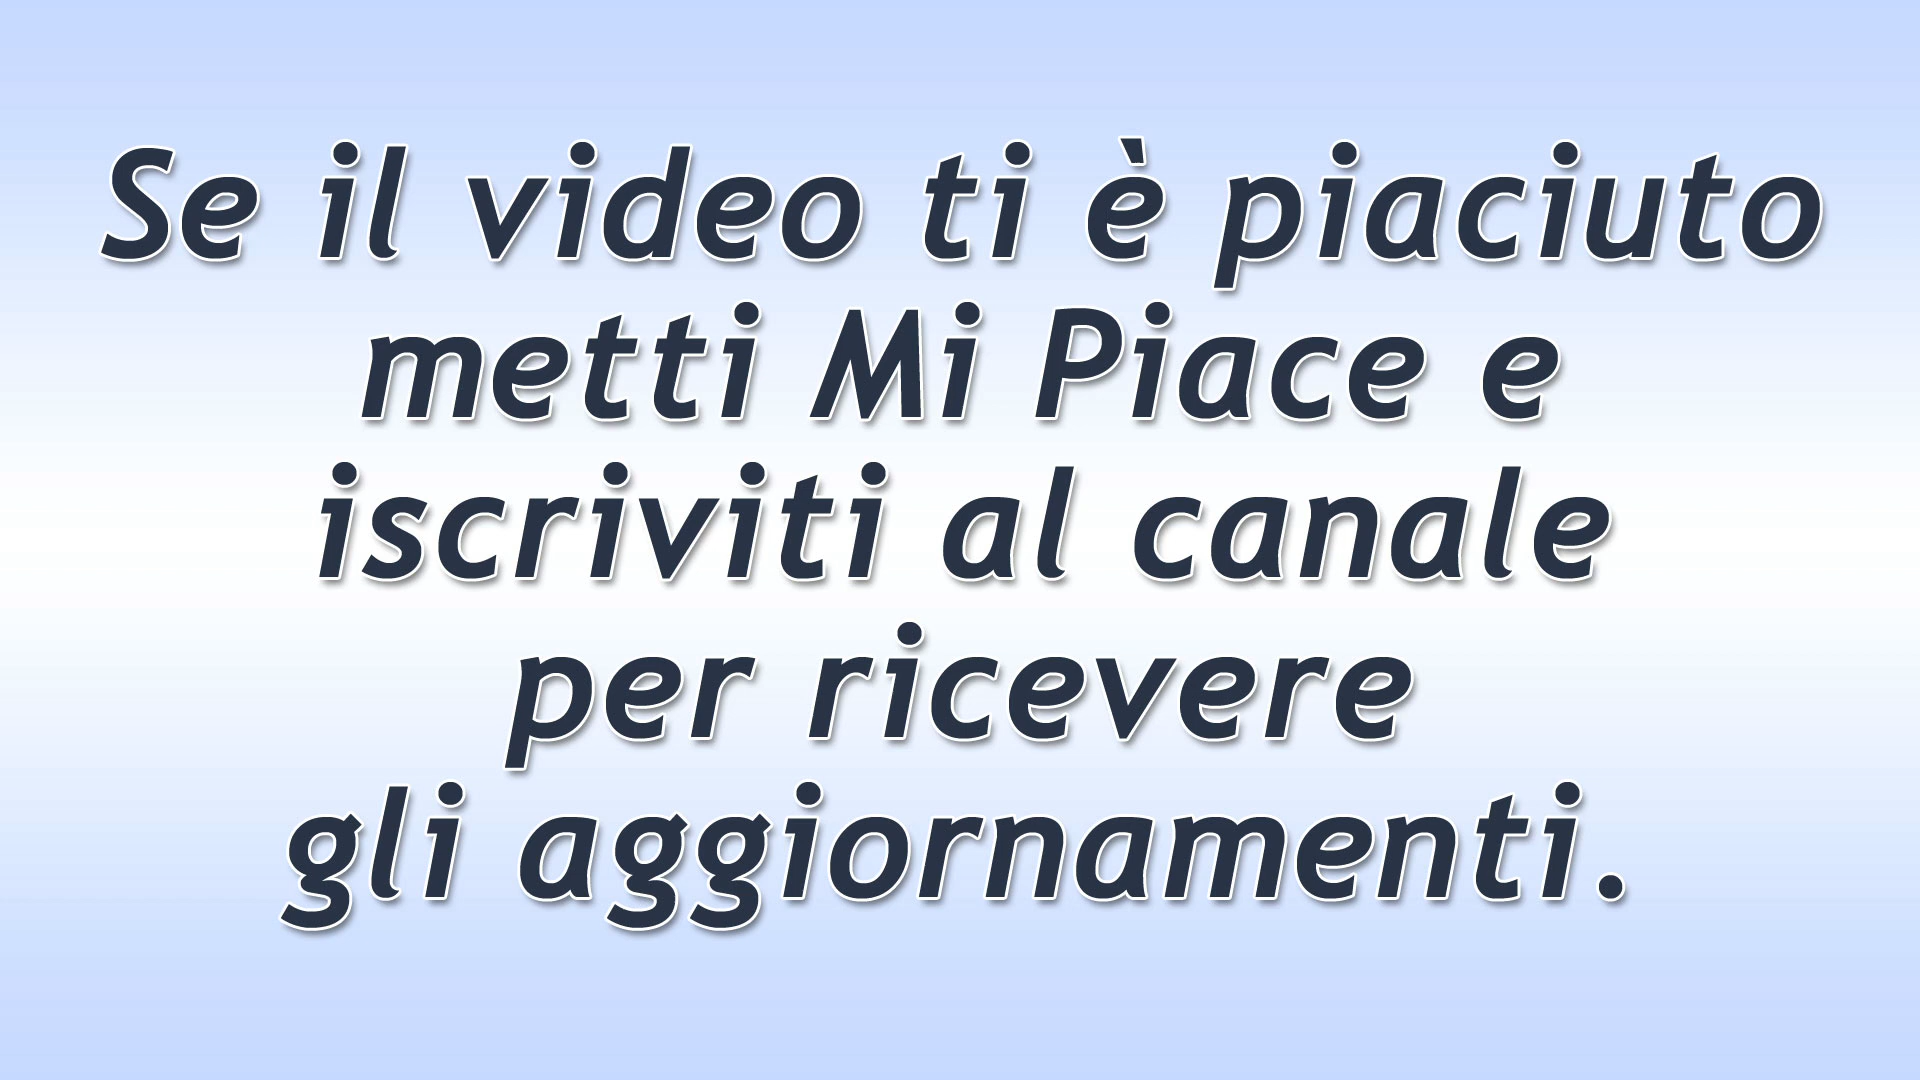 Se il video ti è piaciuto
metti Mi Piace e
iscriviti al canale
per ricevere
gli aggiornamenti.